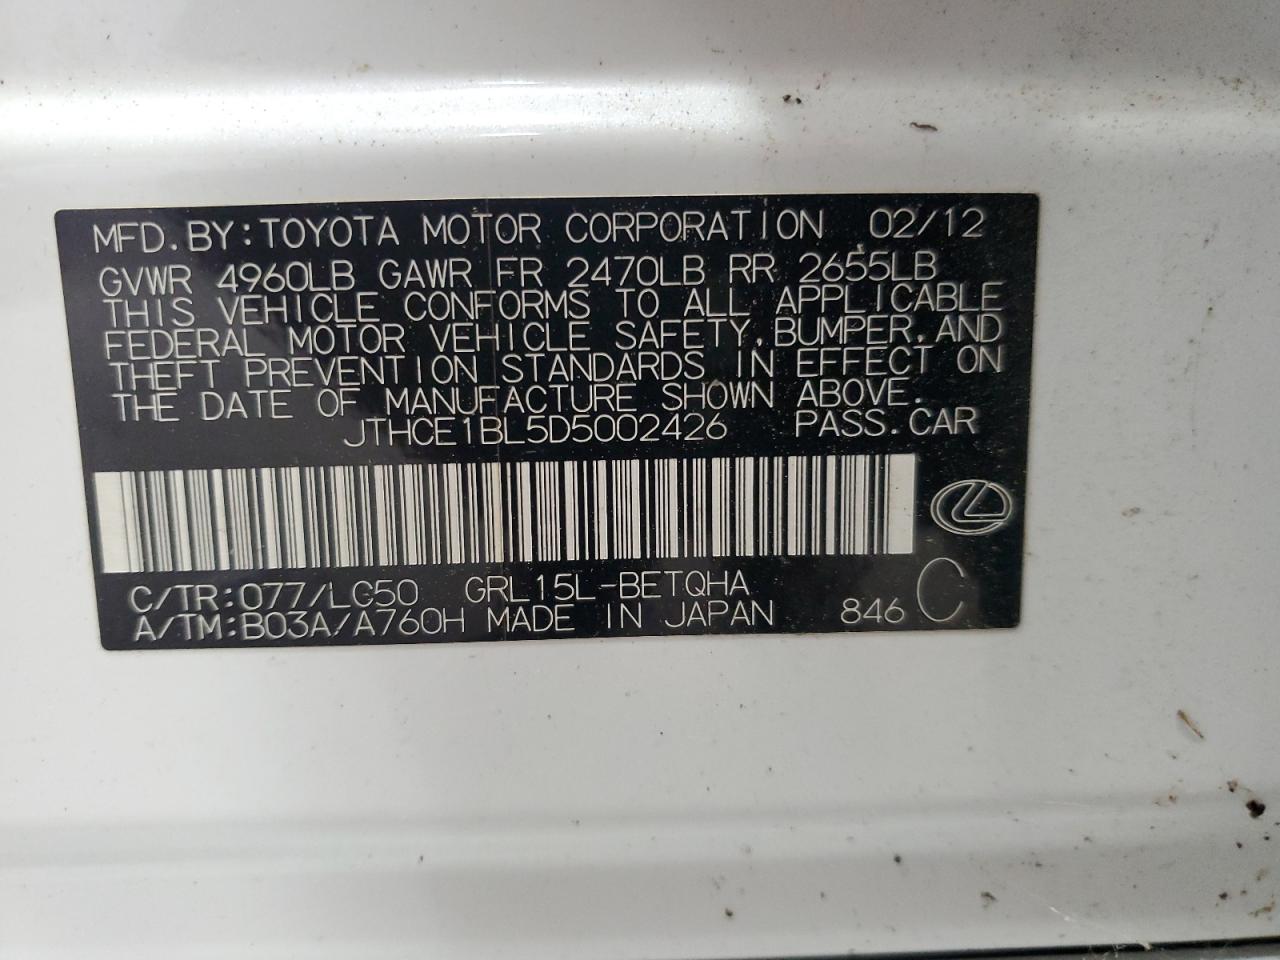 MFD.BY:TOYOTA MOTOR CORPORATION 02/12
GVWR 4960LB GAWR FR 2470LB RR 2655LB
THIS VEHICLE CONFORMS TO ALL APPLICABLE
FEDERAL MOTOR VEHICLE SAFETY,BUMPER,AND
THEFT PREVENTION STANDARDS IN EFFECT ON
THE DATE OF MANUFACTURE SHOWN ABOVE.
JTHCE1BL5D5002426 PASS.CAR
C/TR:077/LC50 GRL15L-BETQHA
A/TM:B03A/A760H MADE IN JAPAN 846 C